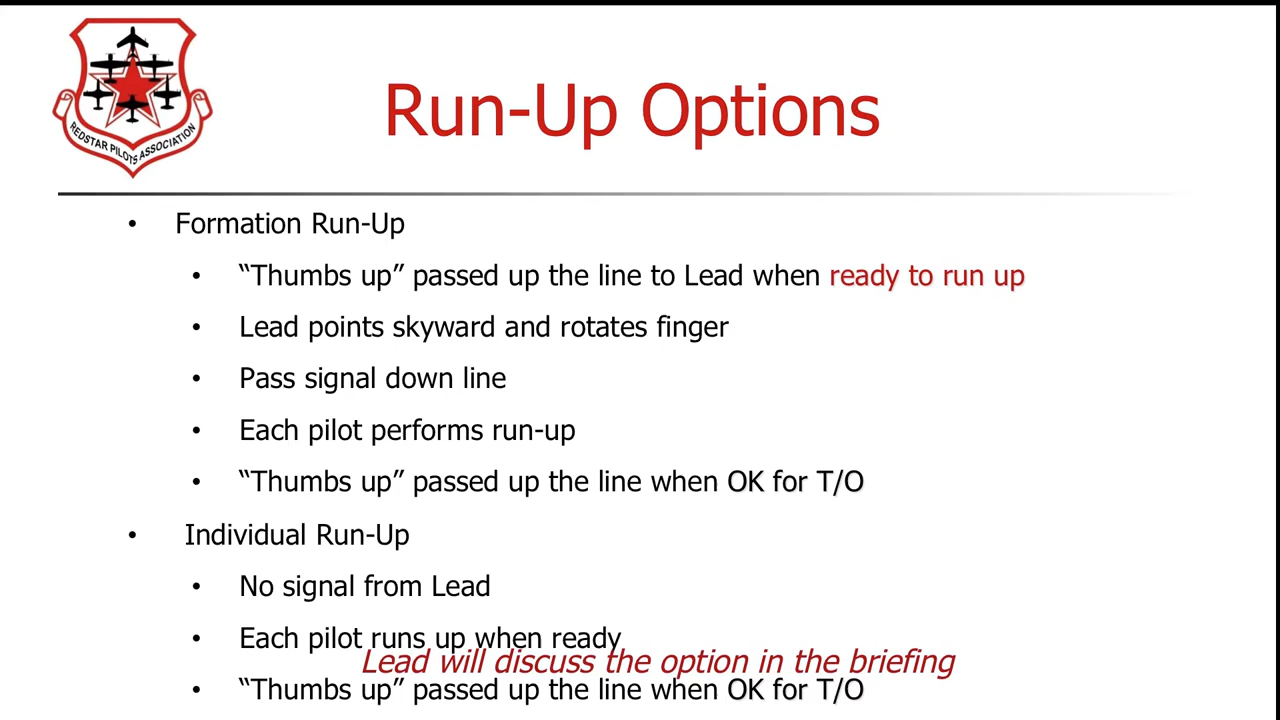 REDSTAR PILOTS ASSOCIATION
Run-Up Options
• Formation Run-Up
• “Thumbs up” passed up the line to Lead when ready to run up
• Lead points skyward and rotates finger
• Pass signal down line
• Each pilot performs run-up
• “Thumbs up” passed up the line when OK for T/O
• Individual Run-Up
• No signal from Lead
• Each pilot runs up when ready
Lead will discuss the option in the briefing
• “Thumbs up” passed up the line when OK for T/O